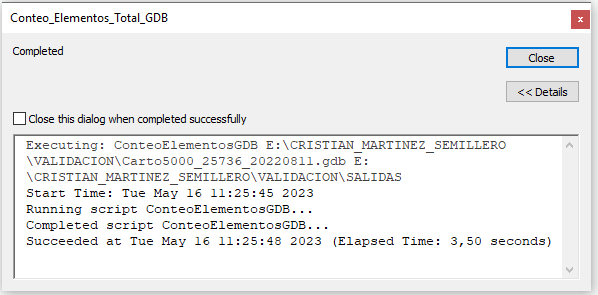 Conteo_Elementos_Total_GDB
x
Completed
Close
<< Details
Close this dialog when completed successfully
Executing: ConteoElementosGDB E:\CRISTIAN_MARTINEZ_SEMILLERO
\VALIDACION\Carto5000_25736_20220811.gdb E:
\CRISTIAN_MARTINEZ_SEMILLERO\VALIDACION\SALIDAS
Start Time: Tue May 16 11:25:45 2023
Running script ConteoElementosGDB...
Completed script ConteoElementosGDB...
Succeeded at Tue May 16 11:25:48 2023 (Elapsed Time: 3,50 seconds)